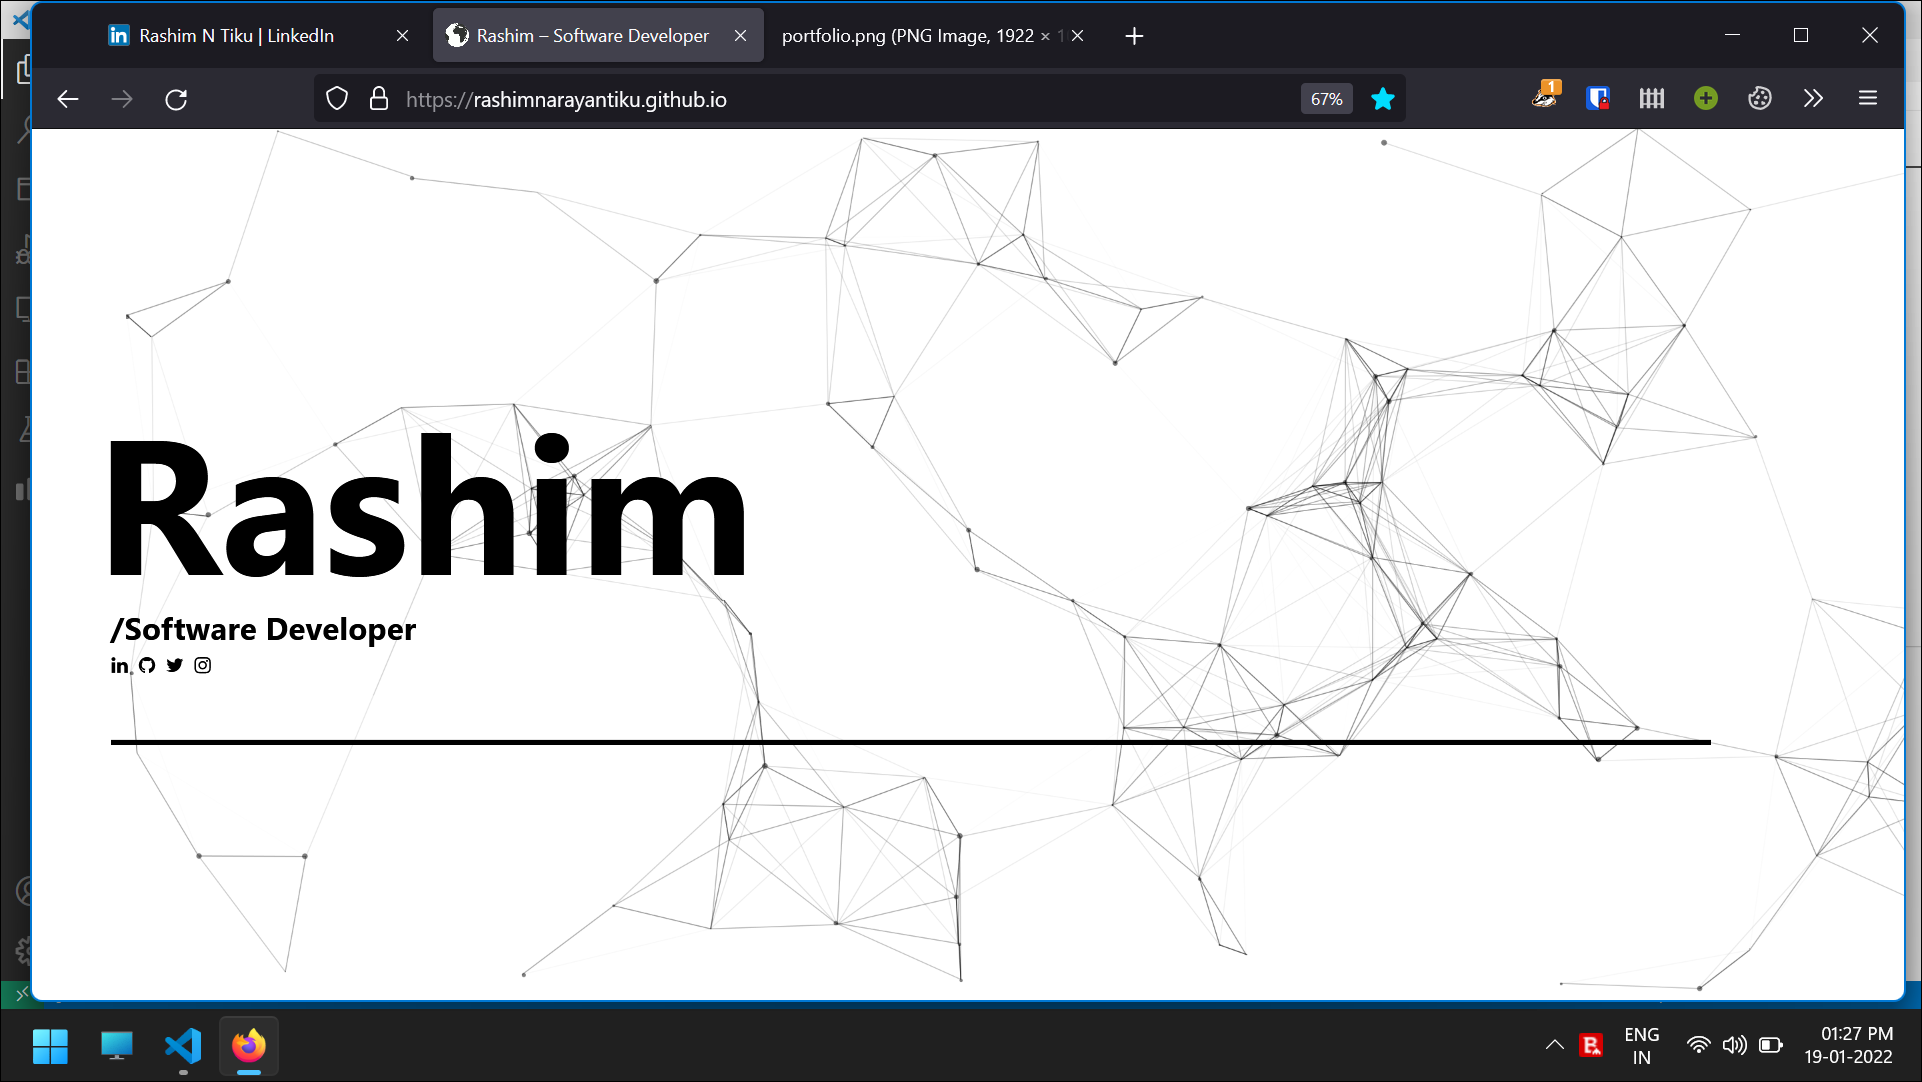 Rashim N Tiku | LinkedIn
Rashim – Software Developer
portfolio.png (PNG Image, 1922 ×
https://rashimnarayantiku.github.io
67%
1
Rashim
/Software Developer
ENG
IN
01:27 PM
19-01-2022